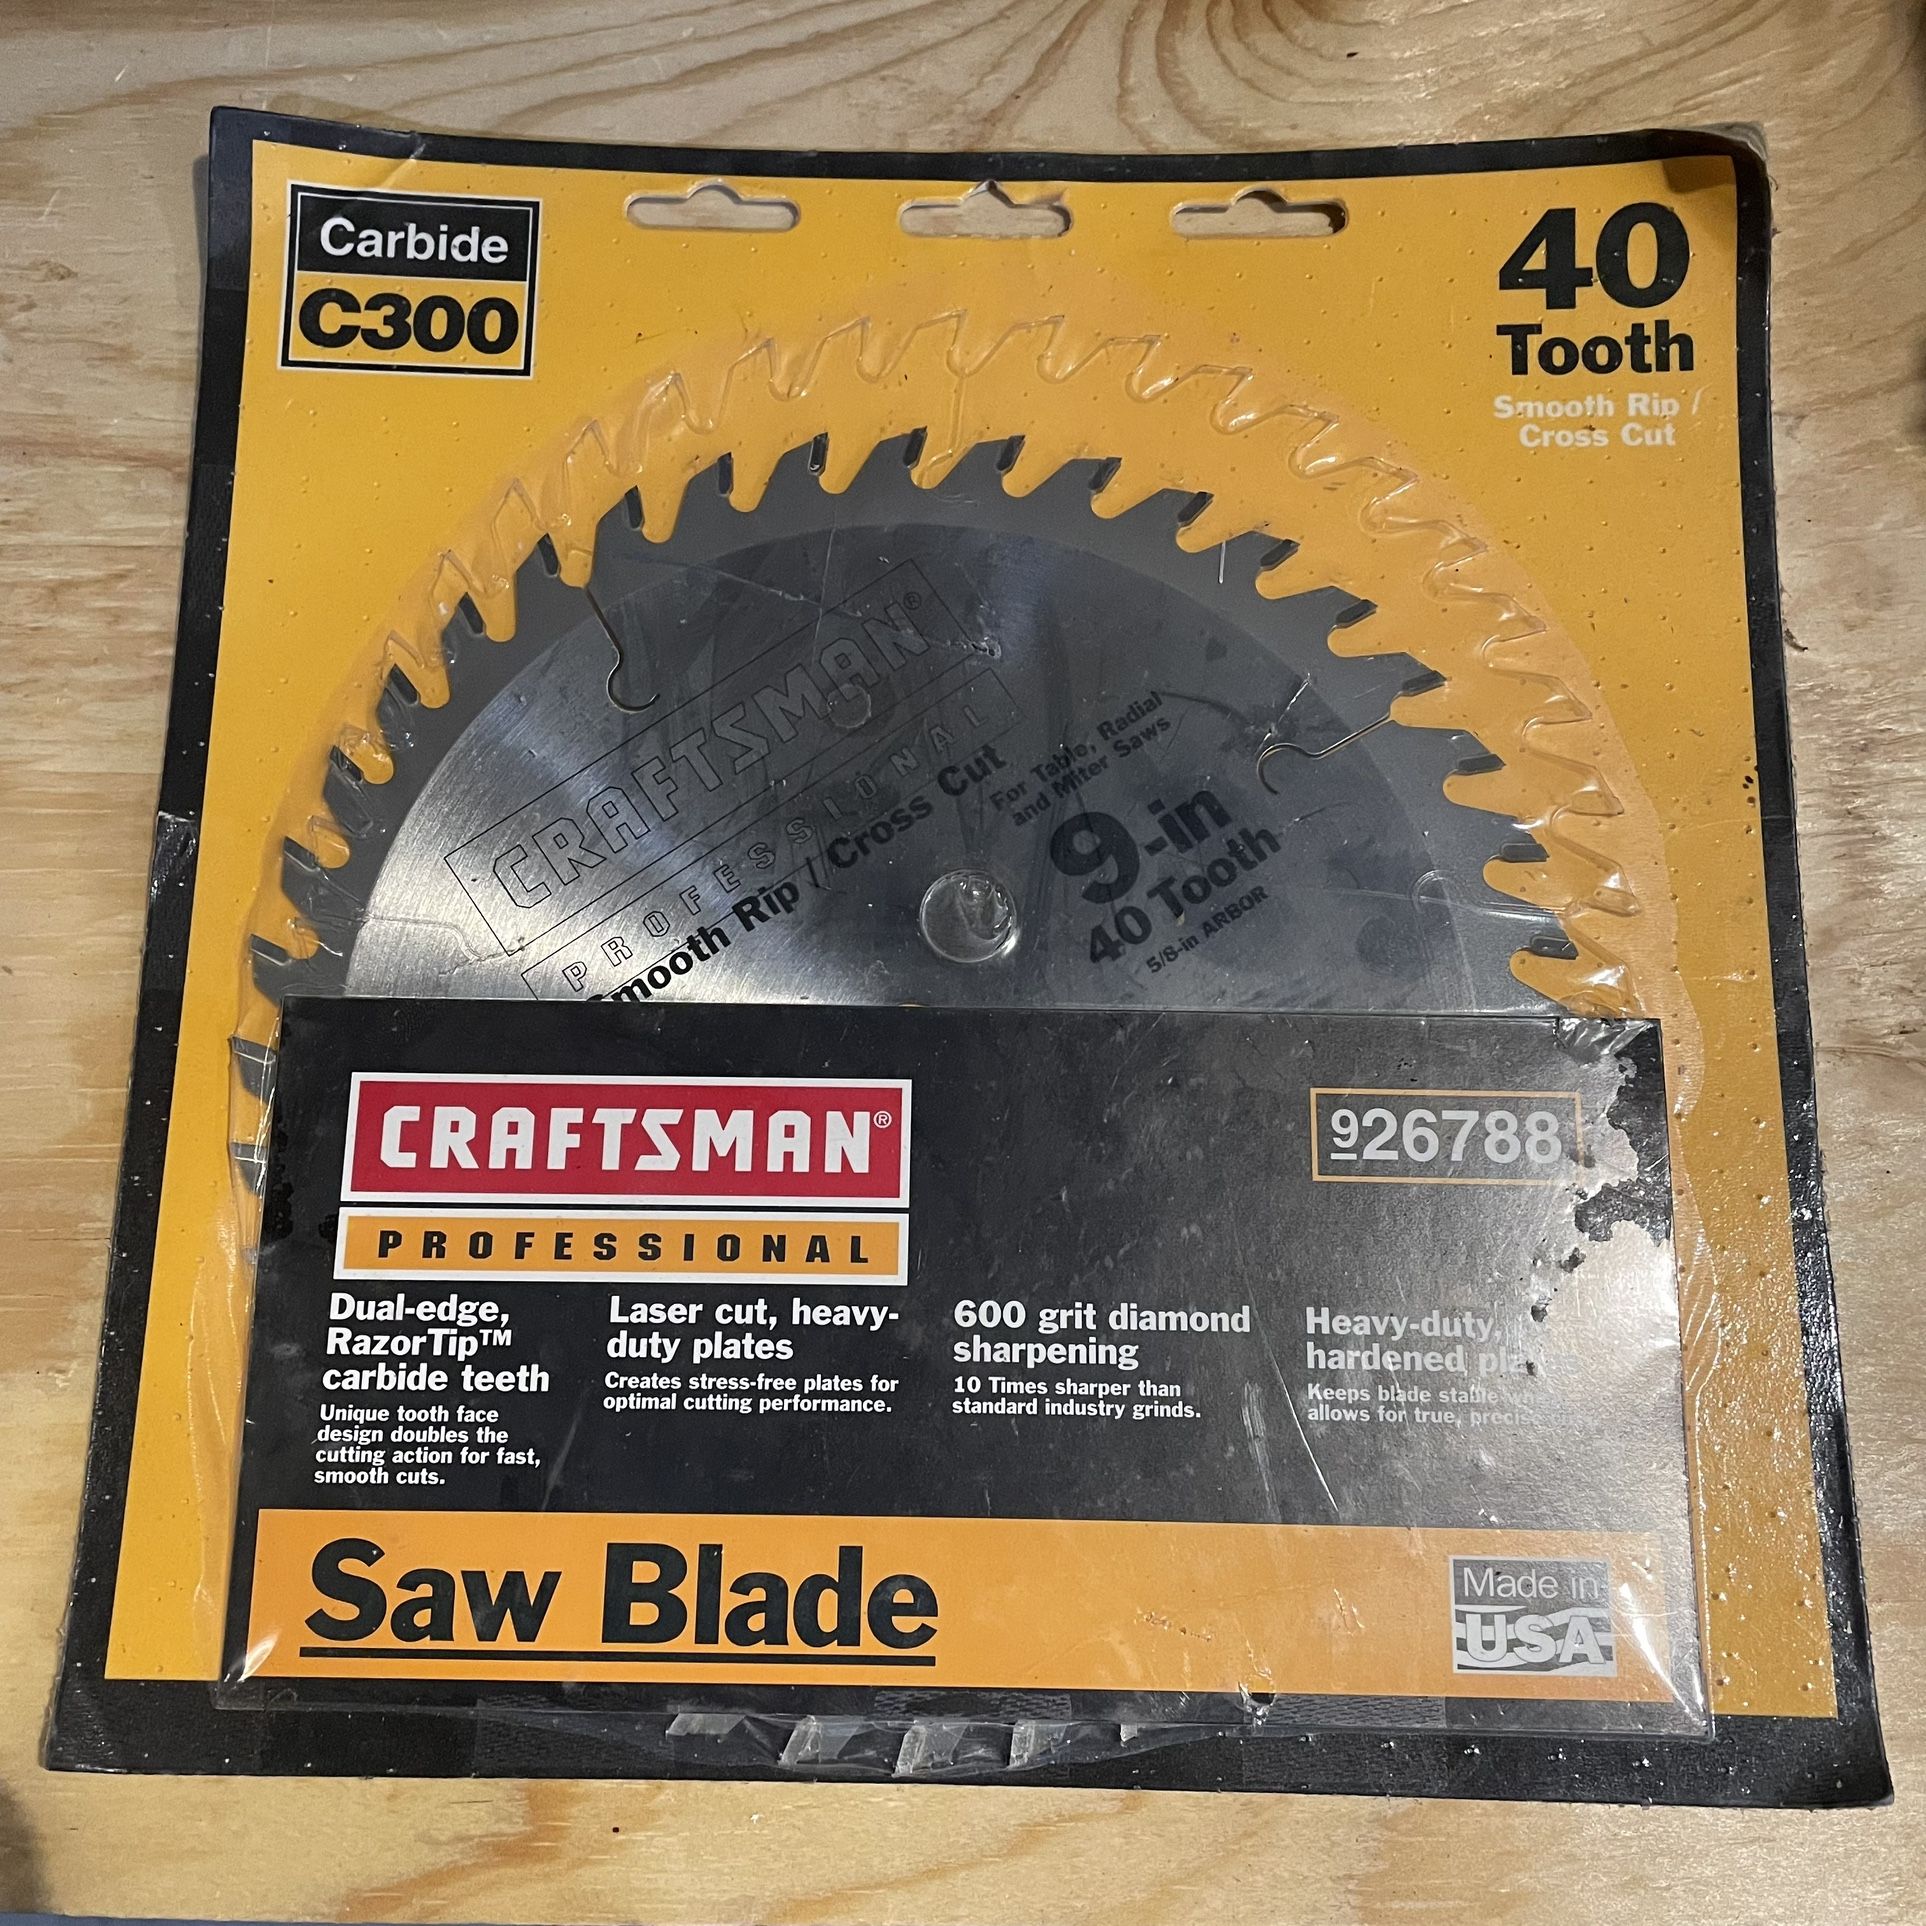 Carbide
C300
40
Tooth
Smooth Rip /
Cross Cut
CRAFTSMAN®
PROFESSIONAL
Smooth Rip / Cross Cut
For Table, Radial
and Miter Saws
9-in
40 Tooth
5/8-in ARBOR
CRAFTSMAN®
PROFESSIONAL
926788
Dual-edge,
RazorTip™
carbide teeth
Unique tooth face
design doubles the
cutting action for fast,
smooth cuts.
Laser cut, heavy-
duty plates
Creates stress-free plates for
optimal cutting performance.
600 grit diamond
sharpening
10 Times sharper than
standard industry grinds.
Heavy-duty,
hardened
Keeps blade stable
allows for true,
Saw Blade
Made in
USA